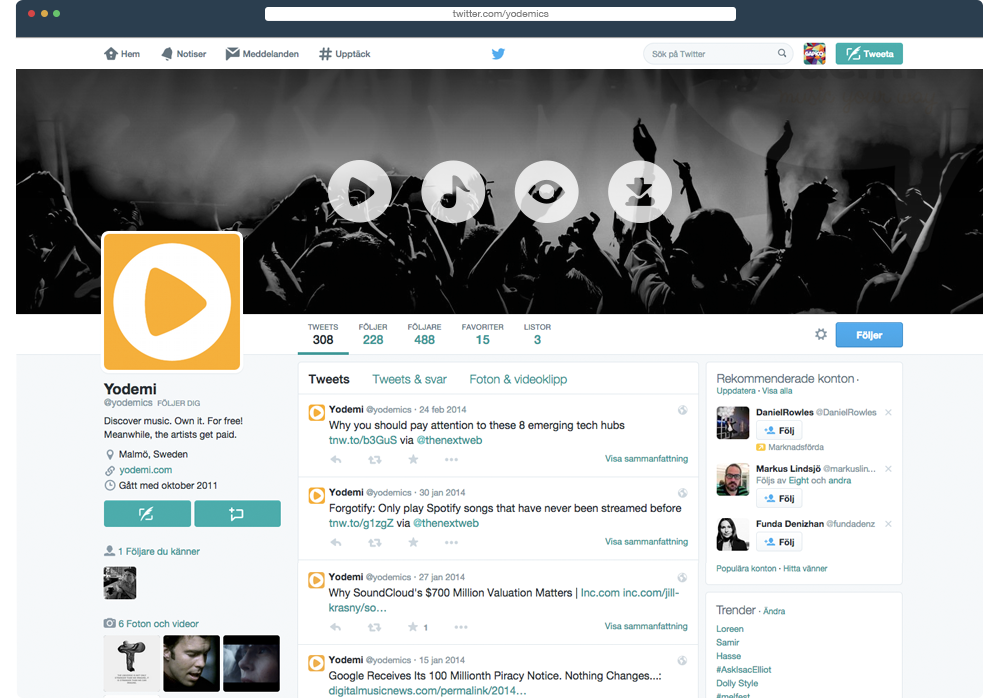 twitter.com/yodemics
Hem Notiser Meddelanden Upptäck Sök på Twitter Tweeta
TWEETS FÖLJER FÖLJARE FAVORITER LISTOR
308 228 488 15 3
Följer
Yodemi
@yodemics FÖLJER DIG
Discover music. Own it. For free!
Meanwhile, the artists get paid.
Malmö, Sweden
yodemi.com
Gått med oktober 2011
1 Följare du känner
6 Foton och videor
Tweets Tweets & svar Foton & videoklipp
Yodemi @yodemics · 24 feb 2014
Why you should pay attention to these 8 emerging tech hubs
tnw.to/b3GuS via @thenextweb
Visa sammanfattning
Yodemi @yodemics · 30 jan 2014
Forgotify: Only play Spotify songs that have never been streamed before
tnw.to/g1zgZ via @thenextweb
Visa sammanfattning
Yodemi @yodemics · 27 jan 2014
Why SoundCloud's $700 Million Valuation Matters | Inc.com inc.com/jill-
krasny/so…
1 Visa sammanfattning
Yodemi @yodemics · 15 jan 2014
Google Receives Its 100 Millionth Piracy Notice. Nothing Changes...:
digitalmusicnews.com/permalink/2014…
Rekommenderade konton ·
Uppdatera · Visa alla
DanielRowles @DanielRowles
Följ
Marknadsförda
Markus Lindsjö @markuslin...
Följs av Eight och andra
Följ
Funda Denizhan @fundadenz
Följ
Populära konton · Hitta vänner
Trender · Ändra
Loreen
Samir
Hasse
#AskIsacElliot
Dolly Style
#melfest